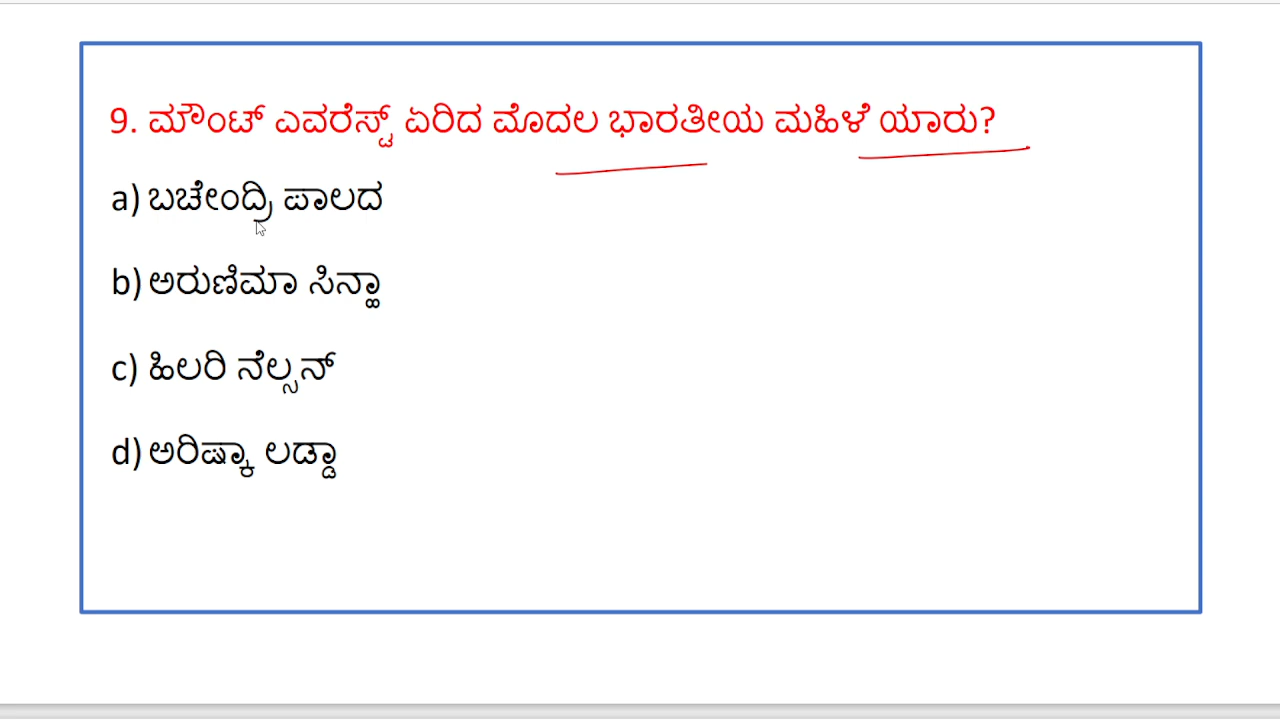 9. ಮೌಂಟ್ ಎವರೆಸ್ಟ್ ಏರಿದ ಮೊದಲ ಭಾರತೀಯ ಮಹಿಳೆ ಯಾರು?
a) ಬಚೇಂದ್ರಿ ಪಾಲದ
b) ಅರುಣಿಮಾ ಸಿನ್ಹಾ
c) ಹಿಲರಿ ನೆಲ್ಸನ್
d) ಅರಿಷ್ಕಾ ಲಡ್ಡಾ